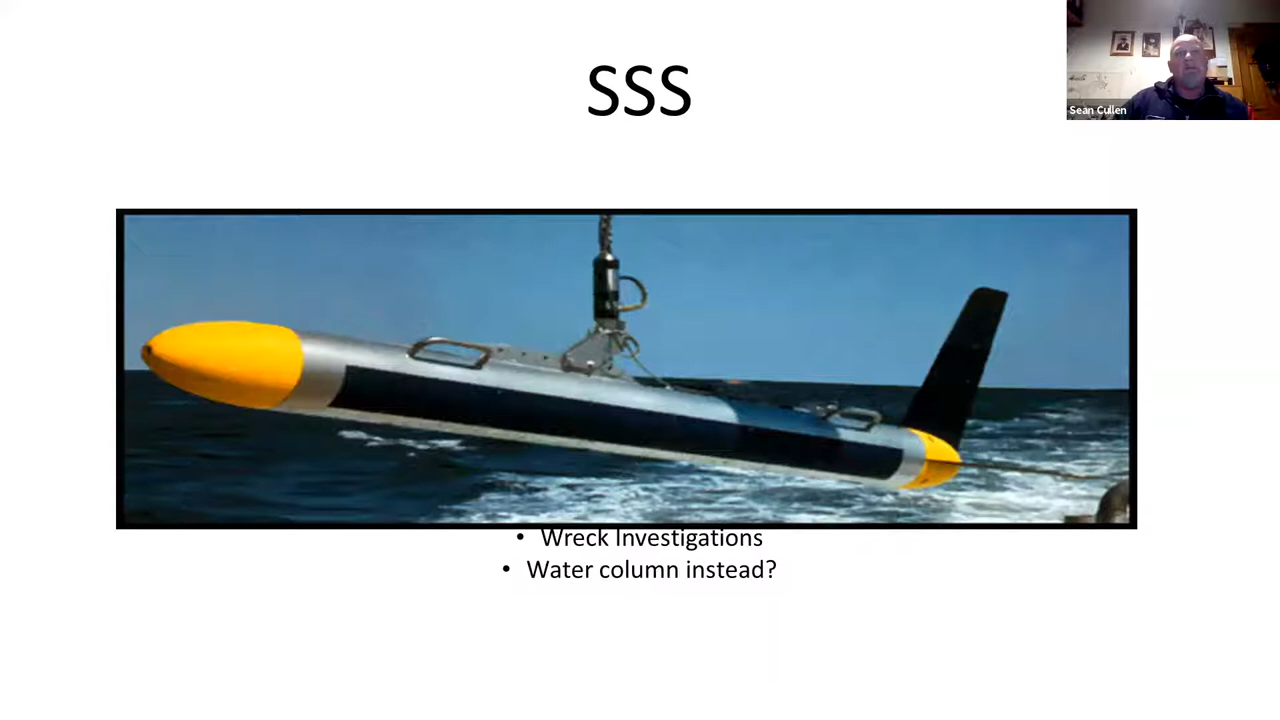 SSS
Sean Cullen
• Wreck Investigations
• Water column instead?